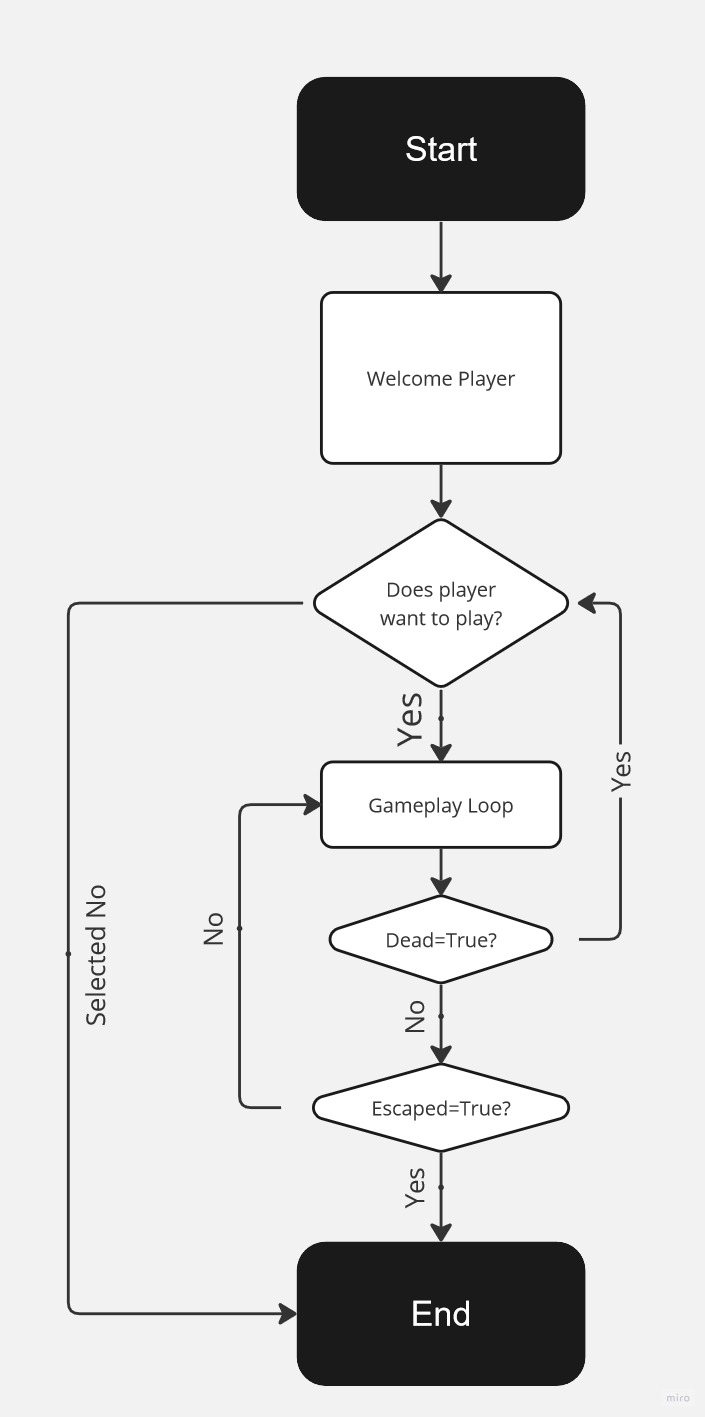 Start
Welcome Player
Does player
want to play?
Yes
Gameplay Loop
Yes
Dead=True?
No
Selected No
No
Escaped=True?
Yes
End
miro